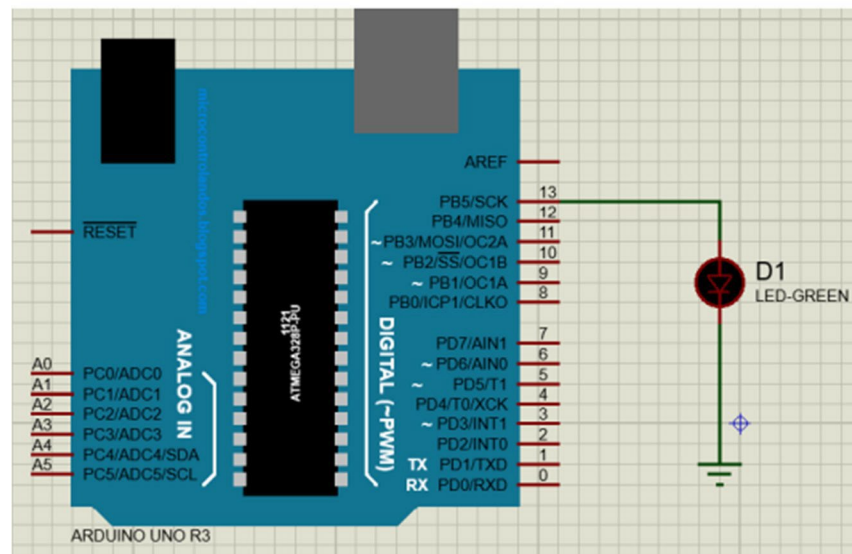 microcontrolandos.blogspot.com
AREF
RESET
PB5/SCK 13
PB4/MISO 12
~PB3/MOSI/OC2A 11
~ PB2/SS/OC1B 10
~ PB1/OC1A 9
PB0/ICP1/CLKO 8
PD7/AIN1 7
~PD6/AIN0 6
~ PD5/T1 5
PD4/T0/XCK 4
~PD3/INT1 3
PD2/INT0 2
TX PD1/TXD 1
RX PD0/RXD 0
DIGITAL (~PWM)
1121
ATMEGA328P-PU
ANALOG IN
A0 PC0/ADC0
A1 PC1/ADC1
A2 PC2/ADC2
A3 PC3/ADC3
A4 PC4/ADC4/SDA
A5 PC5/ADC5/SCL
ARDUINO UNO R3
D1
LED-GREEN